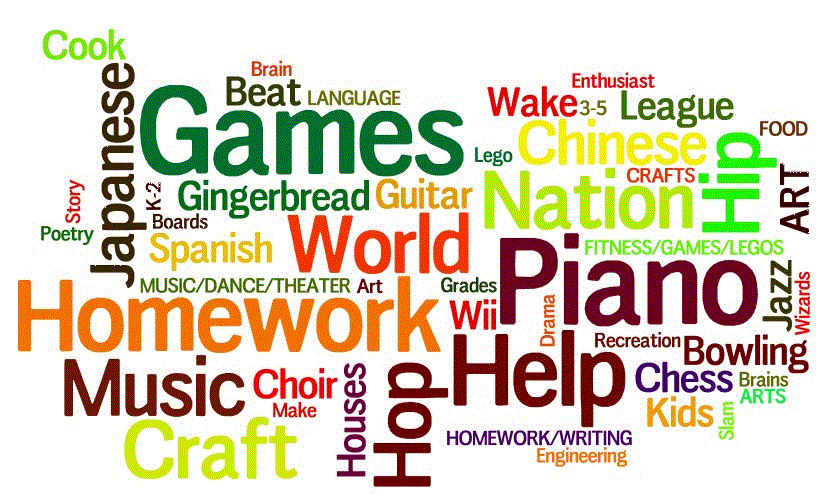 Cook
Brain
Enthusiast
Japanese
Games
Beat
LANGUAGE
Wake
3-5
League
FOOD
Lego
Chinese
Hip
Story
K-2
Gingerbread
Guitar
Nation
CRAFTS
ART
Poetry
Boards
Spanish
World
Piano
FITNESS/GAMES/LEGOS
MUSIC/DANCE/THEATER
Art
Grades
Jazz
Wizards
Homework
Wii
Drama
Recreation
Bowling
Music
Choir
Make
Houses
Hop
Help
Chess
Brains
ARTS
Kids
Slam
Craft
HOMEWORK/WRITING
Engineering